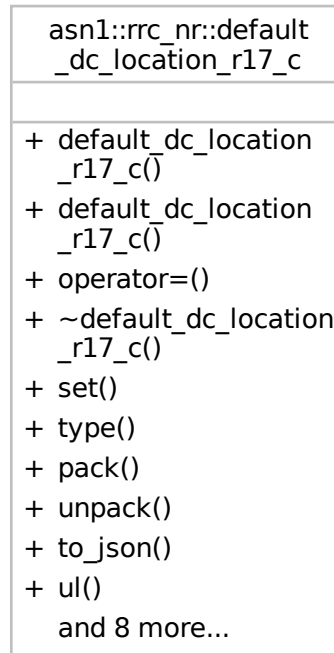 asn1::rrc_nr::default
_dc_location_r17_c
+ default_dc_location
_r17_c()
+ default_dc_location
_r17_c()
+ operator=()
+ ~default_dc_location
_r17_c()
+ set()
+ type()
+ pack()
+ unpack()
+ to_json()
+ ul()
and 8 more...